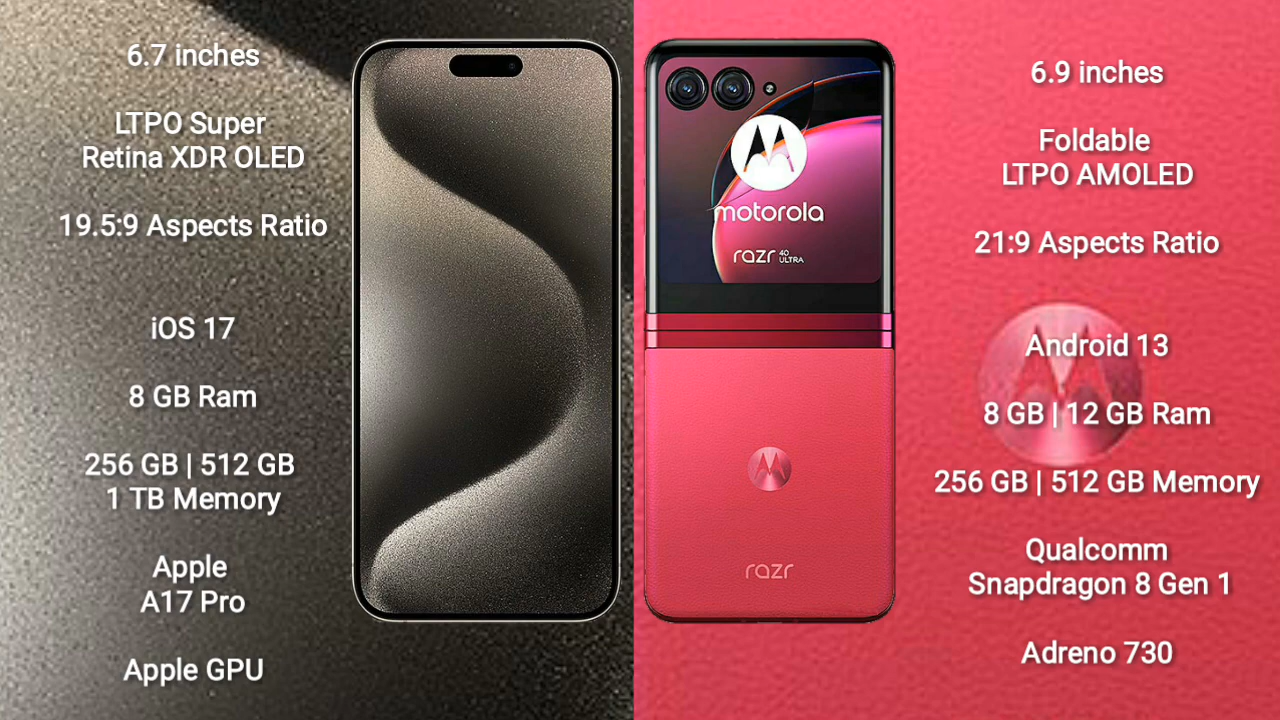 6.7 inches
LTPO Super
Retina XDR OLED
19.5:9 Aspects Ratio
iOS 17
8 GB Ram
256 GB | 512 GB
1 TB Memory
Apple
A17 Pro
Apple GPU
motorola
razr 40
ULTRA
razr
6.9 inches
Foldable
LTPO AMOLED
21:9 Aspects Ratio
Android 13
8 GB | 12 GB Ram
256 GB | 512 GB Memory
Qualcomm
Snapdragon 8 Gen 1
Adreno 730